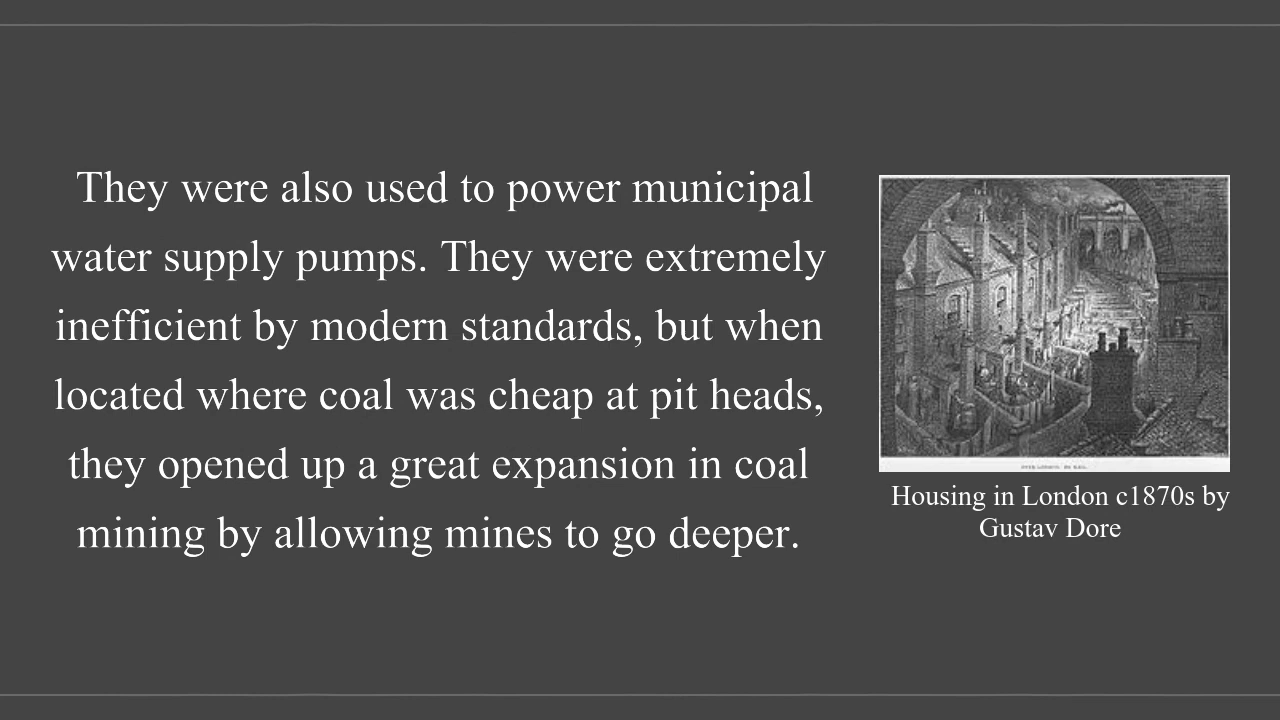 They were also used to power municipal
water supply pumps. They were extremely
inefficient by modern standards, but when
located where coal was cheap at pit heads,
they opened up a great expansion in coal
mining by allowing mines to go deeper.
Housing in London c1870s by
Gustav Dore